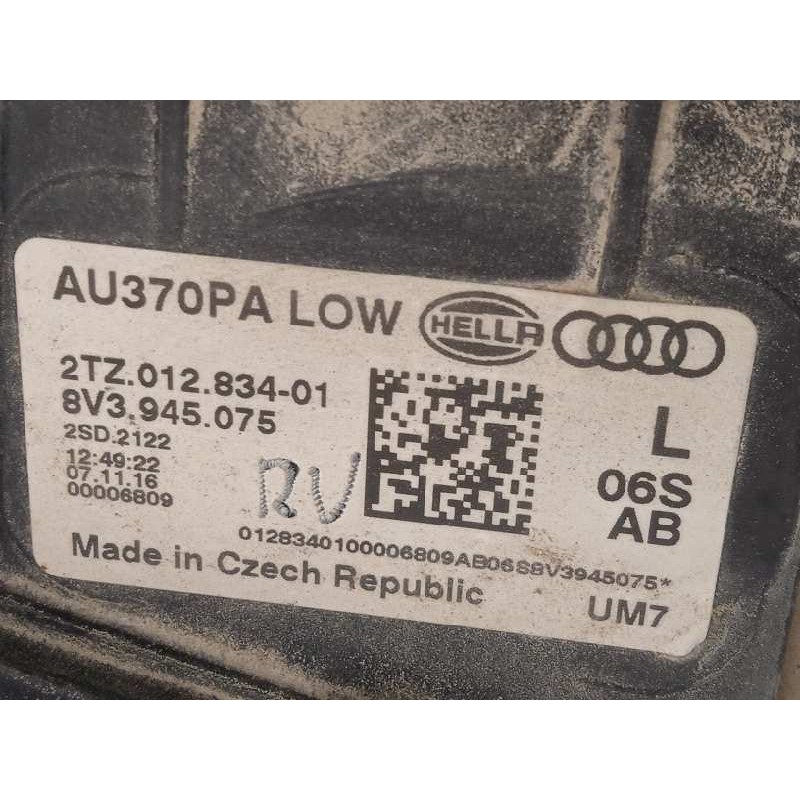 AU370PA LOW HELLA
2TZ.012.834-01
8V3.945.075
2SD.2122
12:49:22
07.11.16
00006809
RV
L
06S
AB
0128340100006809AB06S8V3945075*
Made in Czech Republic
UM7